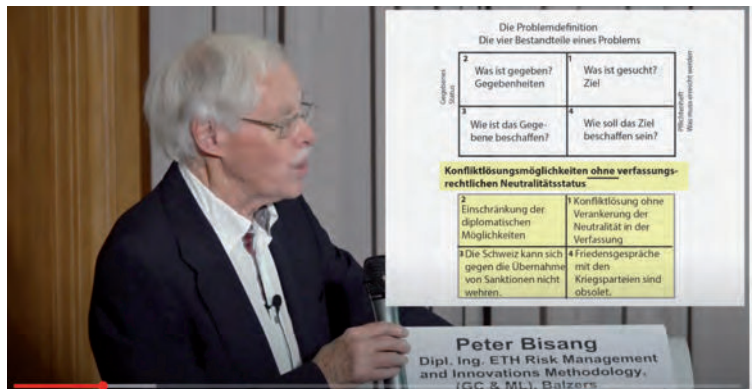 Die Problemdefinition
Die vier Bestandteile eines Problems
Gegebenes
Status
2
Was ist gegeben?
Gegebenheiten
1
Was ist gesucht?
Ziel
3
Wie ist das Gege-
bene beschaffen?
4
Wie soll das Ziel
beschaffen sein?
Pflichtenheft
Was muss erreicht werden
Konfliktlösungsmöglichkeiten ohne verfassungs-
rechtlichen Neutralitätsstatus
2
Einschränkung der
diplomatischen
Möglichkeiten
1 Konfliktlösung ohne
Verankerung der
Neutralität in der
Verfassung
3 Die Schweiz kann sich
gegen die Übernahme
von Sanktionen nicht
wehren.
4 Friedensgespräche
mit den
Kriegsparteien sind
obsolet.
Peter Bisang
Dipl. Ing. ETH Risk Management
and Innovations Methodology,
(GC & ML), Balzers